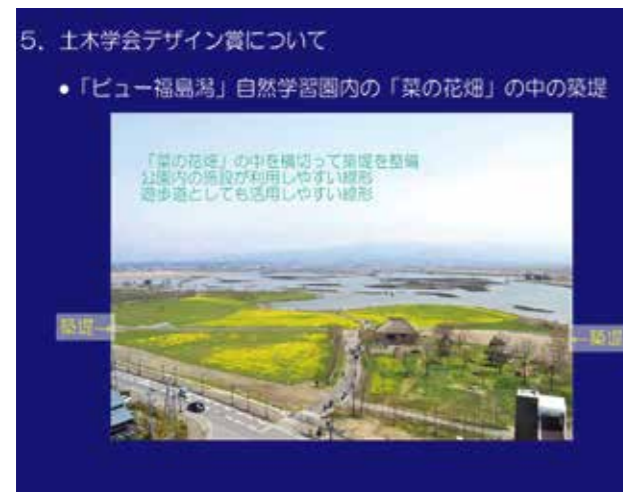 5．土木学会デザイン賞について
●「ビュー福島潟」自然学習園内の「菜の花畑」の中の築堤
「菜の花畑」の中を横切って築堤を整備
公園内の施設が利用しやすい線形
遊歩道としても活用しやすい線形
築堤→
←築堤